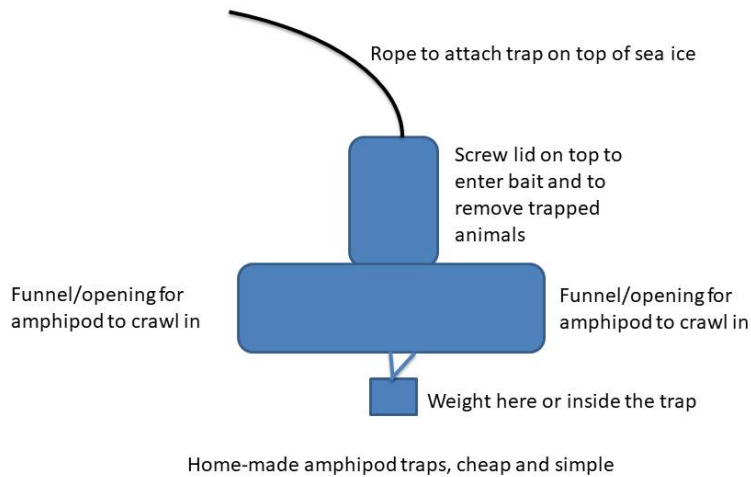 Rope to attach trap on top of sea ice
Screw lid on top to
enter bait and to
remove trapped
animals
Funnel/opening for
amphipod to crawl in
Funnel/opening for
amphipod to crawl in
Weight here or inside the trap
Home-made amphipod traps, cheap and simple